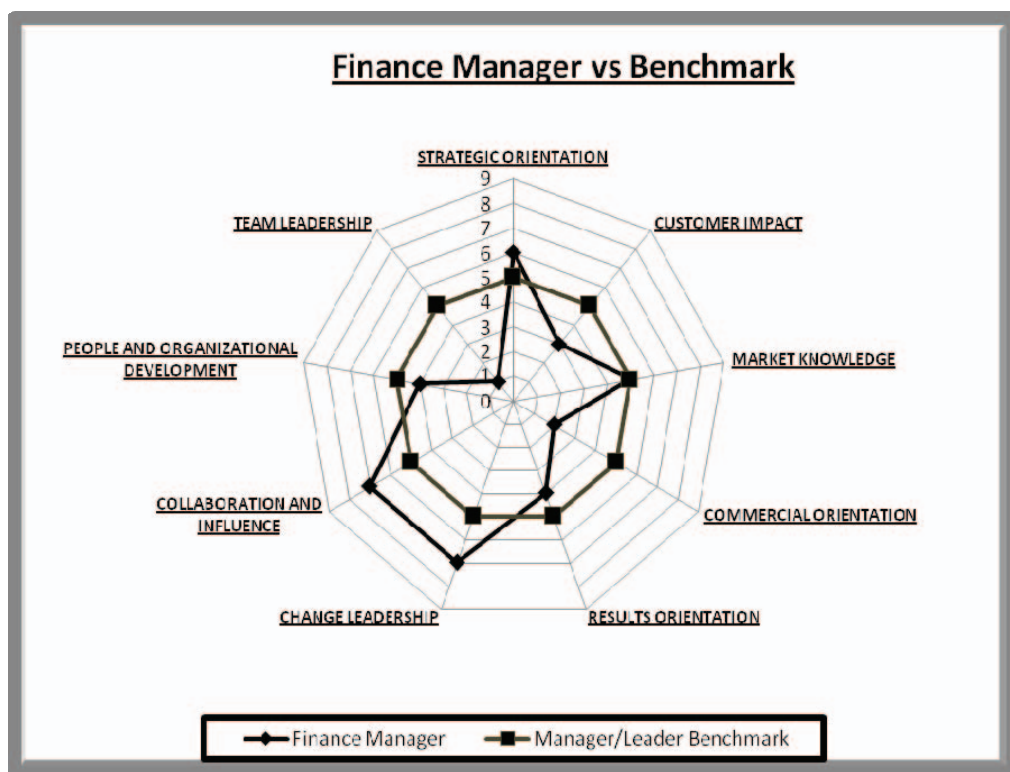 Finance Manager vs Benchmark
STRATEGIC ORIENTATION
9
8
7
6
5
4
3
2
1
0
CUSTOMER IMPACT
MARKET KNOWLEDGE
COMMERCIAL ORIENTATION
RESULTS ORIENTATION
CHANGE LEADERSHIP
COLLABORATION AND
INFLUENCE
PEOPLE AND ORGANIZATIONAL
DEVELOPMENT
TEAM LEADERSHIP
Finance Manager
Manager/Leader Benchmark